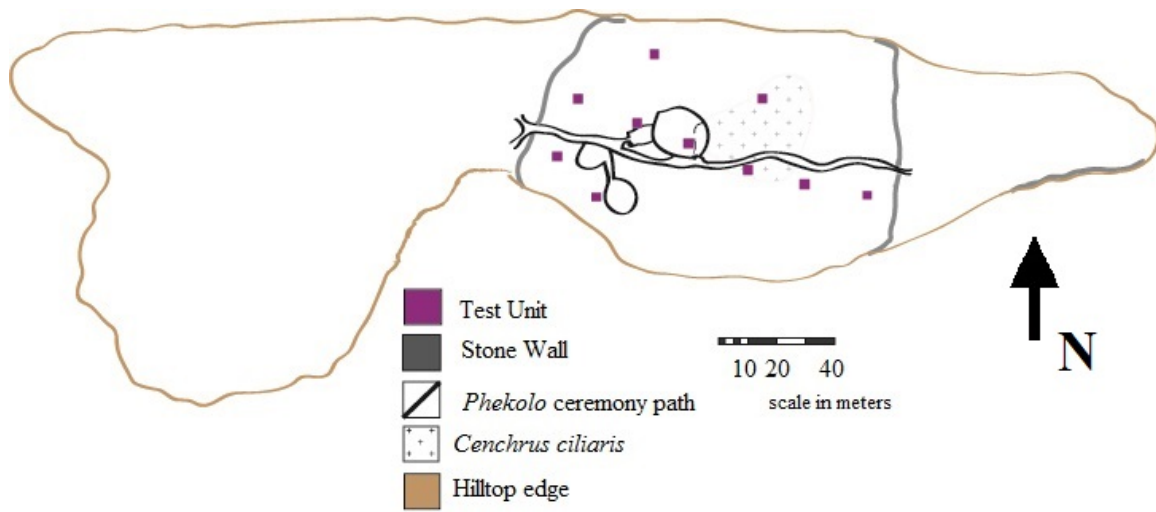 Test Unit
Stone Wall
Phekolo ceremony path
Cenchrus ciliaris
Hilltop edge
10 20 40
scale in meters
N